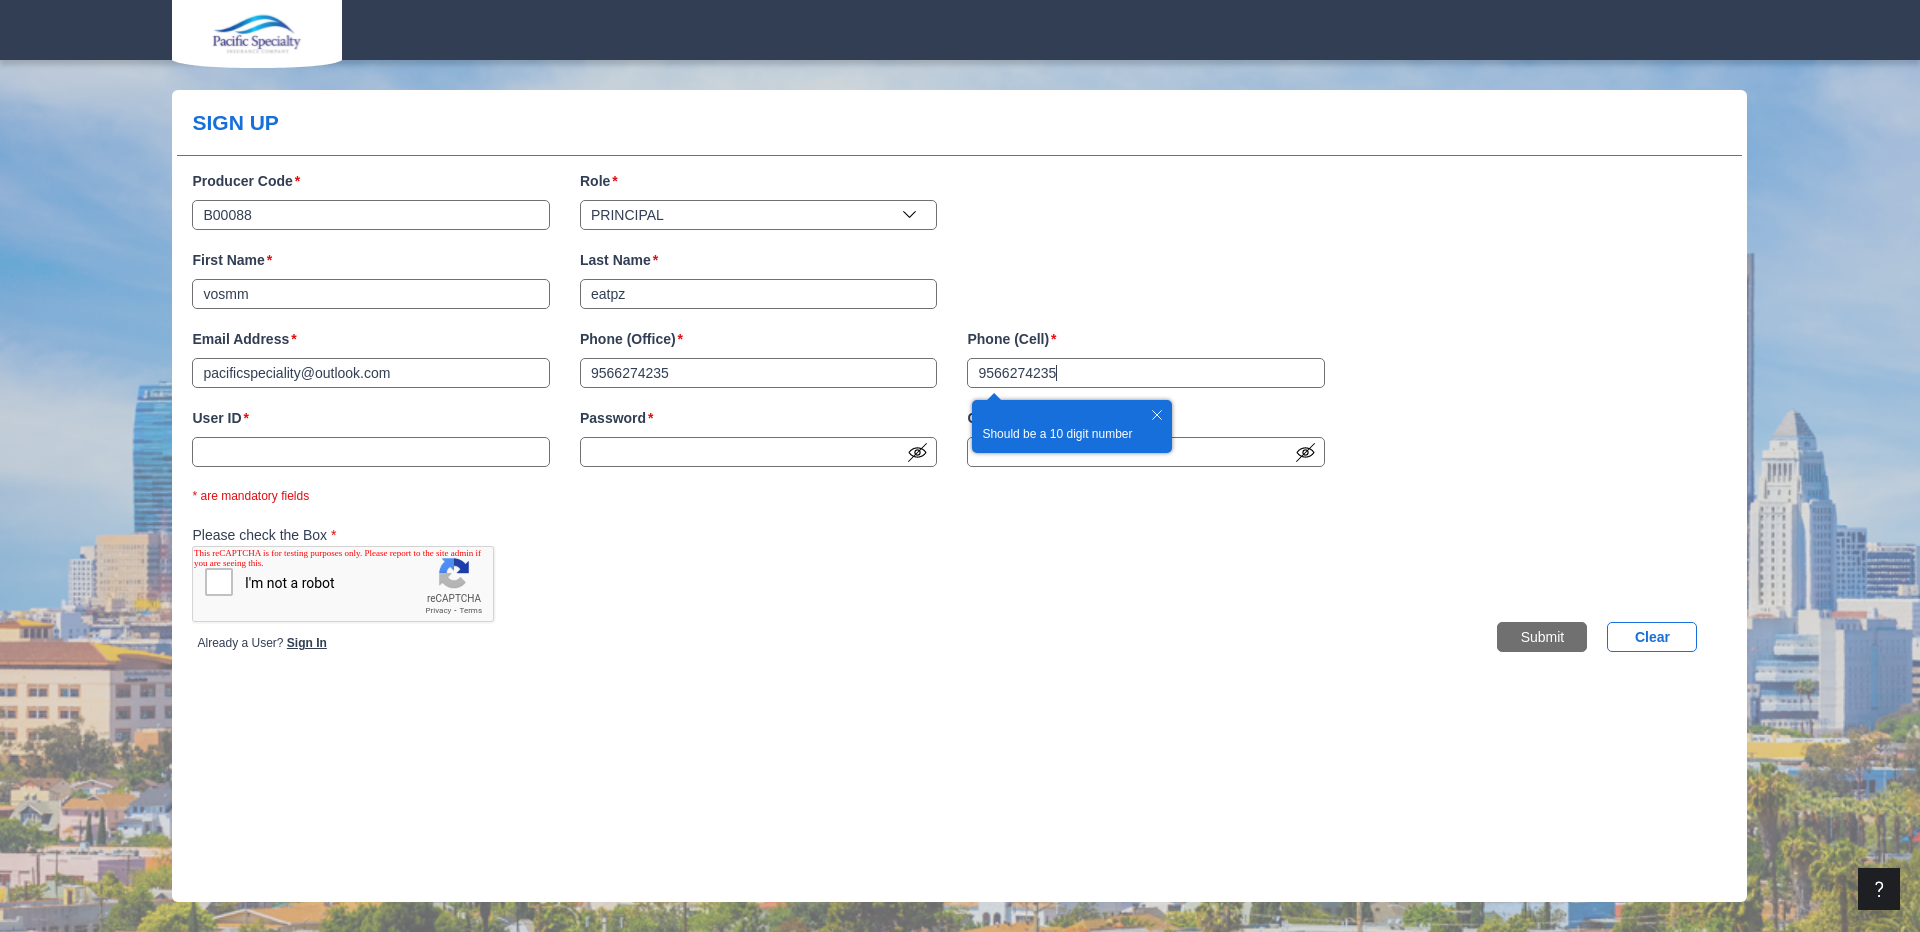 Pacific Specialty
INSURANCE COMPANY
SIGN UP
Producer Code*
Role*
B00088
PRINCIPAL
First Name*
Last Name*
vosmm
eatpz
Email Address*
Phone (Office)*
Phone (Cell)*
pacificspeciality@outlook.com
9566274235
9566274235
User ID*
Password*
Should be a 10 digit number
* are mandatory fields
Please check the Box *
This reCAPTCHA is for testing purposes only. Please report to the site admin if
you are seeing this.
I'm not a robot
reCAPTCHA
Privacy - Terms
Already a User? Sign In
Submit
Clear
?